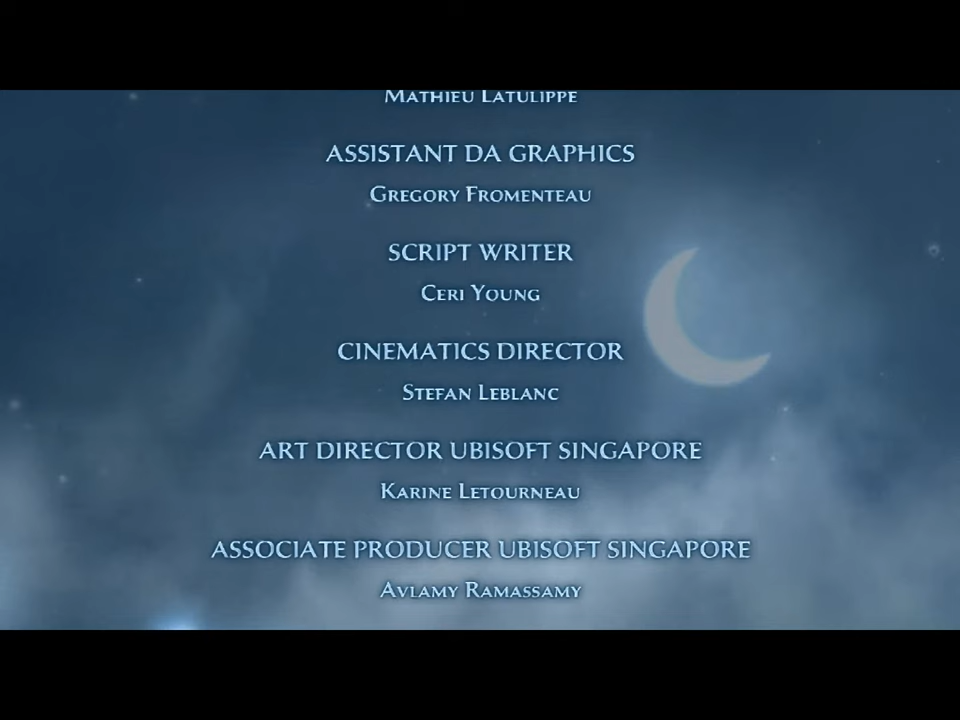 Mathieu Latulippe
ASSISTANT DA GRAPHICS
Gregory Fromenteau
SCRIPT WRITER
Ceri Young
CINEMATICS DIRECTOR
Stefan Leblanc
ART DIRECTOR UBISOFT SINGAPORE
Karine Letourneau
ASSOCIATE PRODUCER UBISOFT SINGAPORE
Avlamy Ramassamy